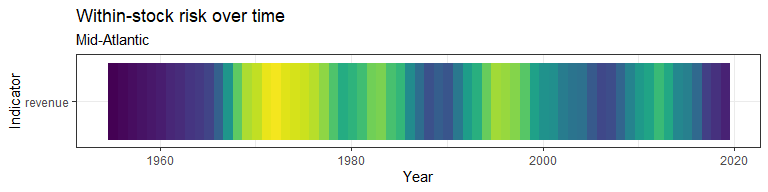 Within-stock risk over time
Mid-Atlantic
Indicator
revenue
1960
1980
2000
2020
Year